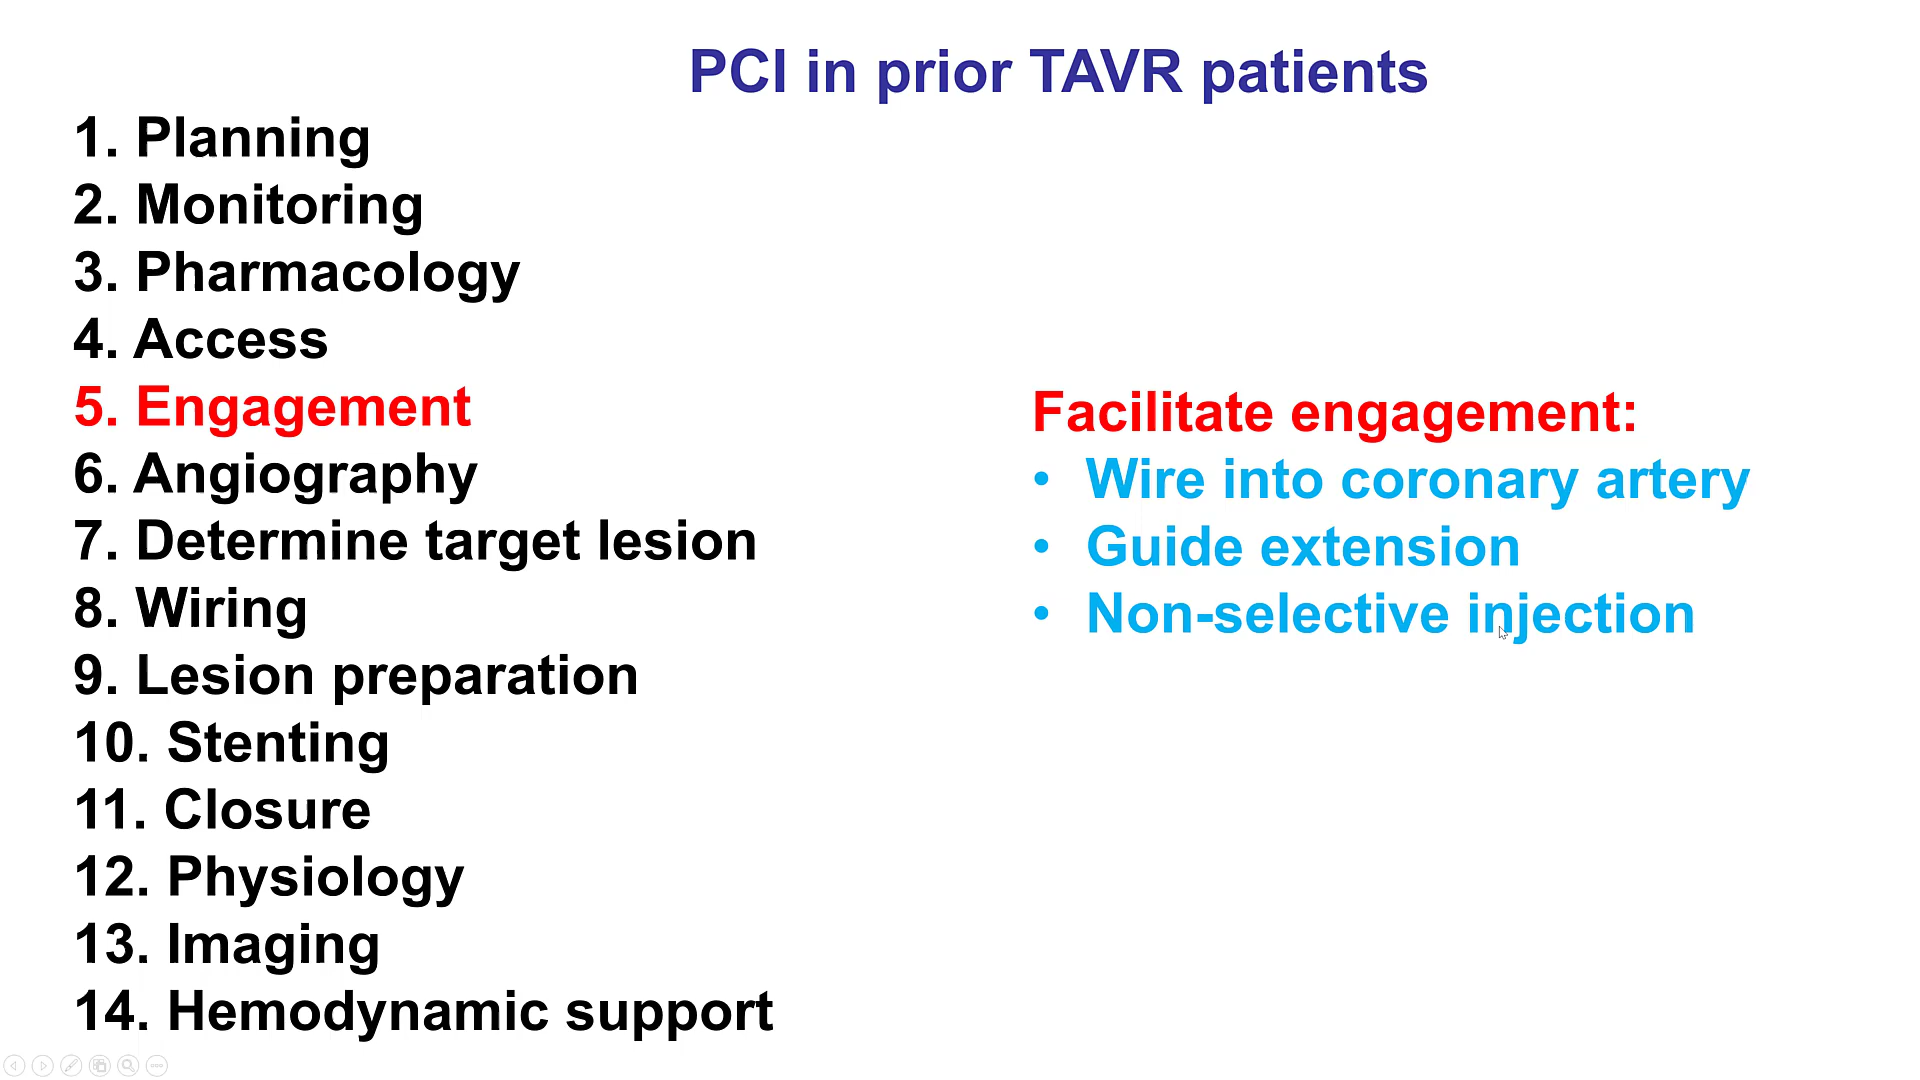 PCI in prior TAVR patients
1. Planning
2. Monitoring
3. Pharmacology
4. Access
5. Engagement
6. Angiography
7. Determine target lesion
8. Wiring
9. Lesion preparation
10. Stenting
11. Closure
12. Physiology
13. Imaging
14. Hemodynamic support
Facilitate engagement:
• Wire into coronary artery
• Guide extension
• Non-selective injection